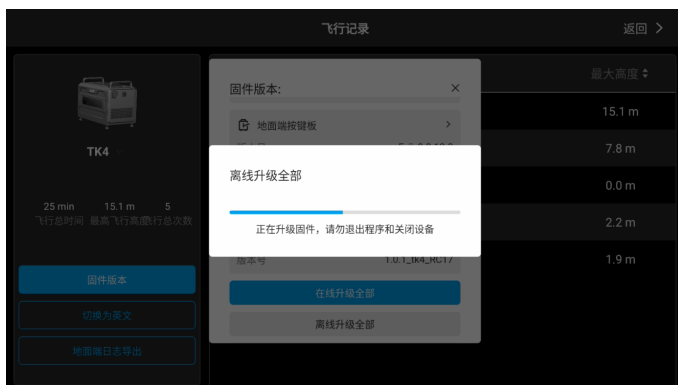 飞行记录
返回
最大高度
固件版本:
地面端按键板
15.1 m
TK4
7.8 m
离线升级全部
0.0 m
25 min 15.1 m 5
飞行总时间 最高飞行高度 飞行总次数
正在升级固件，请勿退出程序和关闭设备
2.2 m
版本号 1.0.1_tk4_RC17
1.9 m
固件版本
在线升级全部
切换为英文
离线升级全部
地面端日志导出